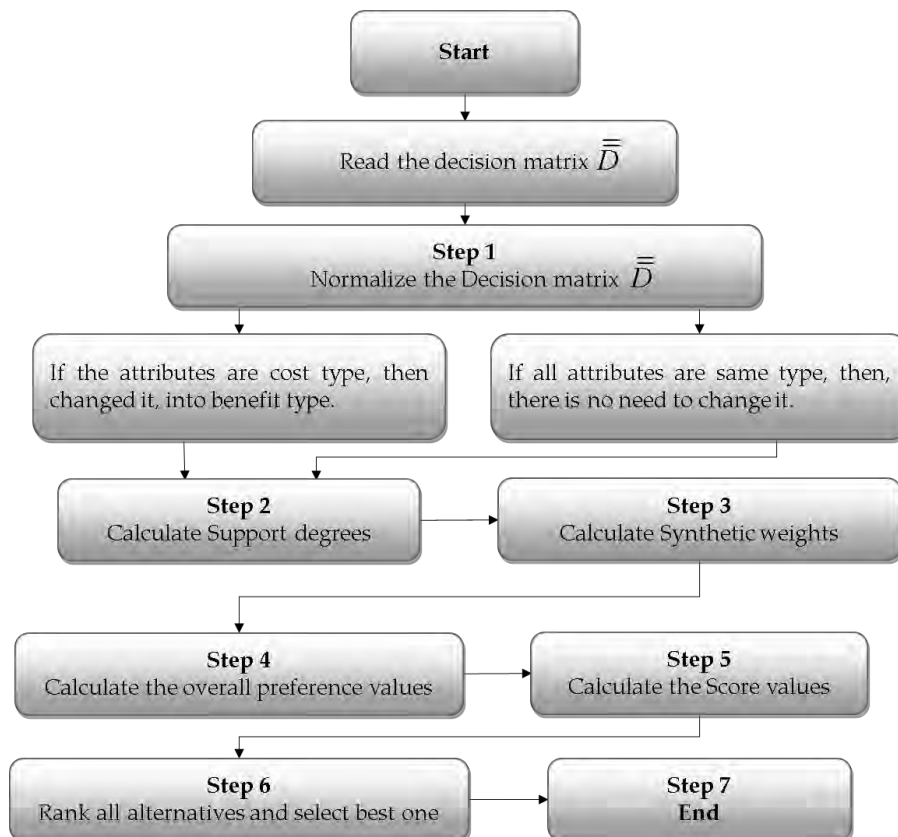 Start
Read the decision matrix D̿
Step 1
Normalize the Decision matrix D̿
If the attributes are cost type, then
changed it, into benefit type.
If all attributes are same type, then,
there is no need to change it.
Step 2
Calculate Support degrees
Step 3
Calculate Synthetic weights
Step 4
Calculate the overall preference values
Step 5
Calculate the Score values
Step 6
Rank all alternatives and select best one
Step 7
End